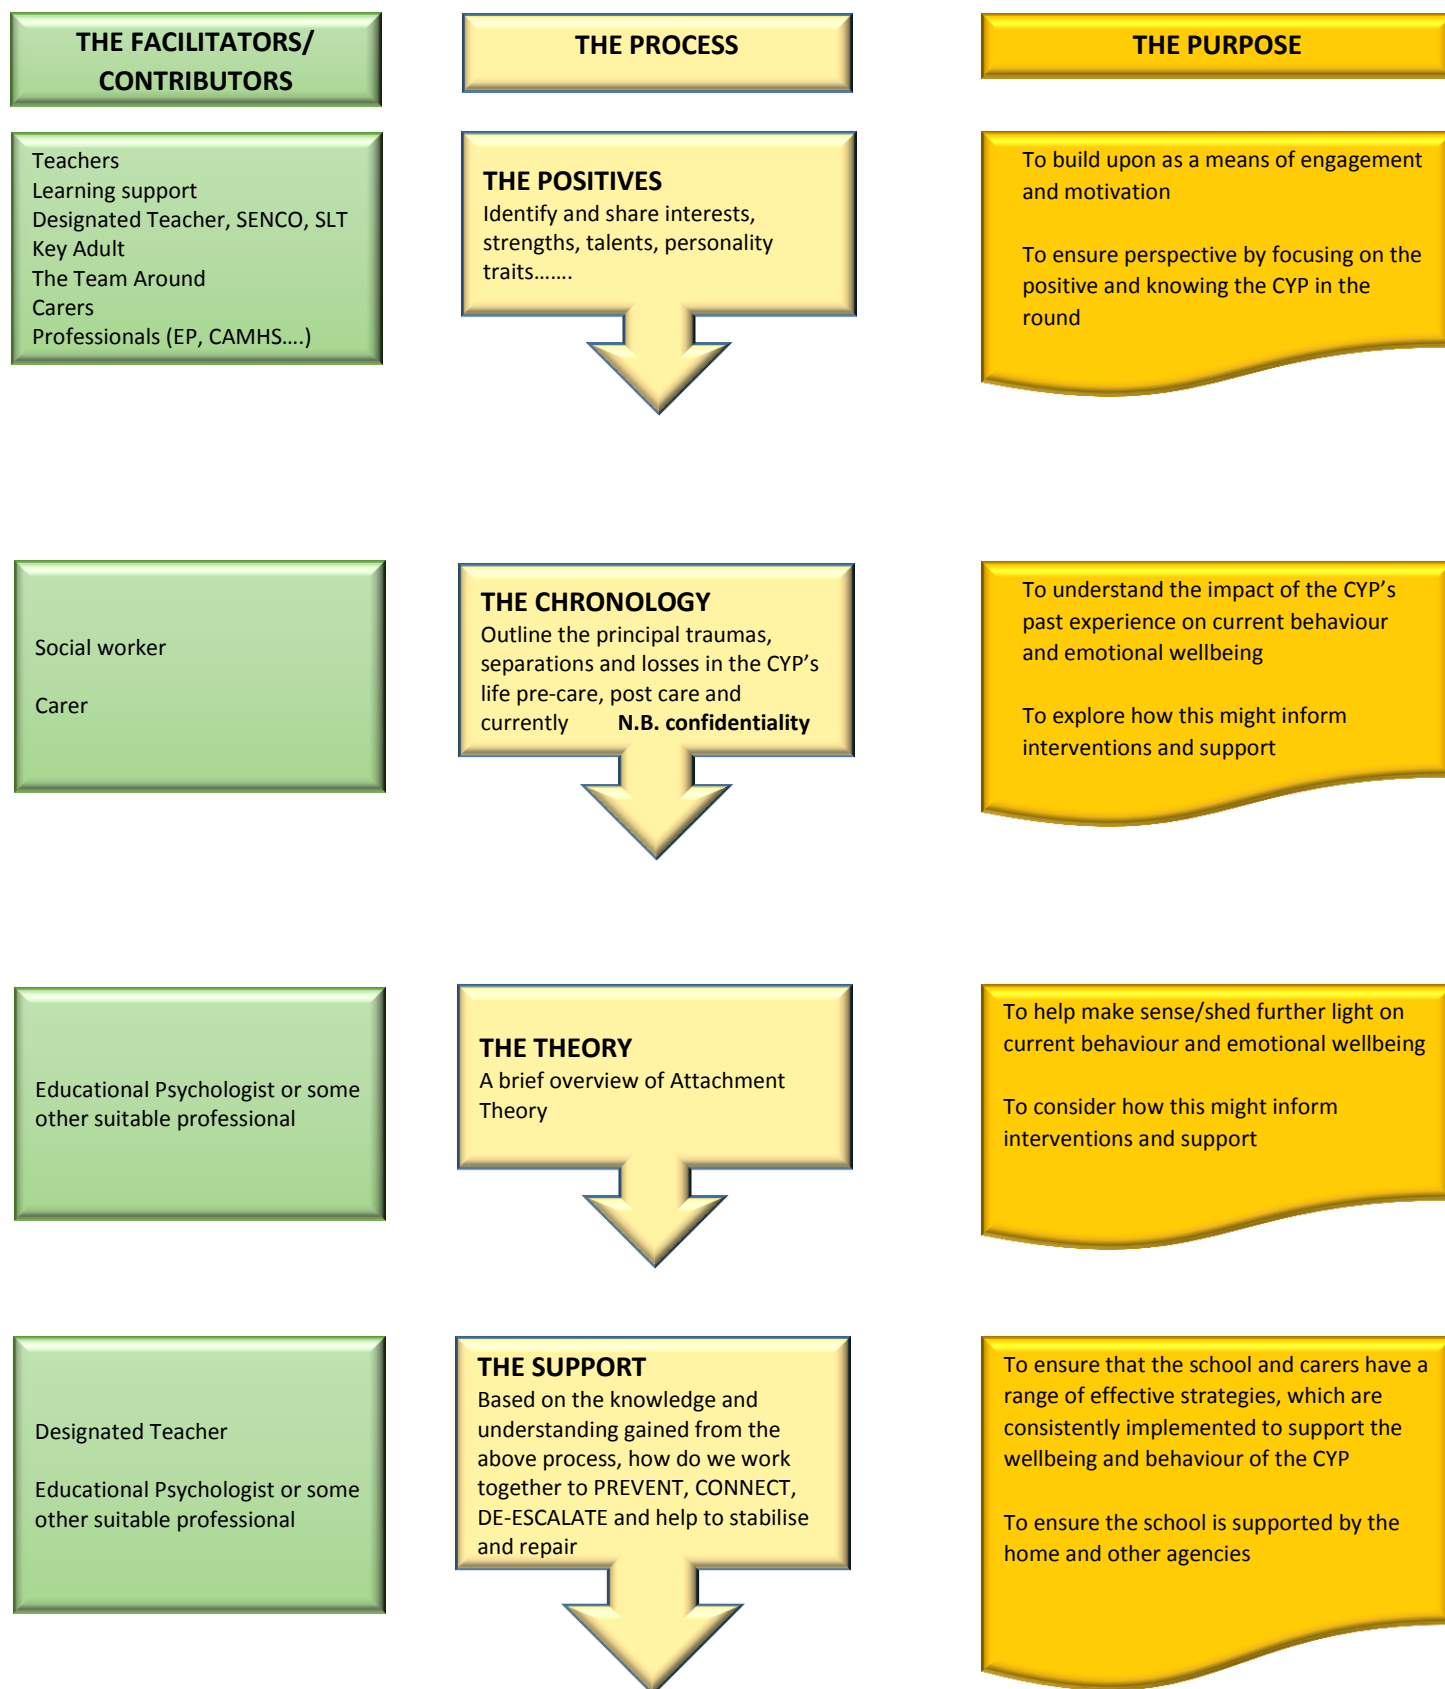 THE FACILITATORS/
CONTRIBUTORS
THE PROCESS
THE PURPOSE
Teachers
Learning support
Designated Teacher, SENCO, SLT
Key Adult
The Team Around
Carers
Professionals (EP, CAMHS….)
THE POSITIVES
Identify and share interests,
strengths, talents, personality
traits…….
To build upon as a means of engagement
and motivation
To ensure perspective by focusing on the
positive and knowing the CYP in the
round
Social worker
Carer
THE CHRONOLOGY
Outline the principal traumas,
separations and losses in the CYP’s
life pre-care, post care and
currently N.B. confidentiality
To understand the impact of the CYP’s
past experience on current behaviour
and emotional wellbeing
To explore how this might inform
interventions and support
Educational Psychologist or some
other suitable professional
THE THEORY
A brief overview of Attachment
Theory
To help make sense/shed further light on
current behaviour and emotional wellbeing
To consider how this might inform
interventions and support
Designated Teacher
Educational Psychologist or some
other suitable professional
THE SUPPORT
Based on the knowledge and
understanding gained from the
above process, how do we work
together to PREVENT, CONNECT,
DE-ESCALATE and help to stabilise
and repair
To ensure that the school and carers have a
range of effective strategies, which are
consistently implemented to support the
wellbeing and behaviour of the CYP
To ensure the school is supported by the
home and other agencies